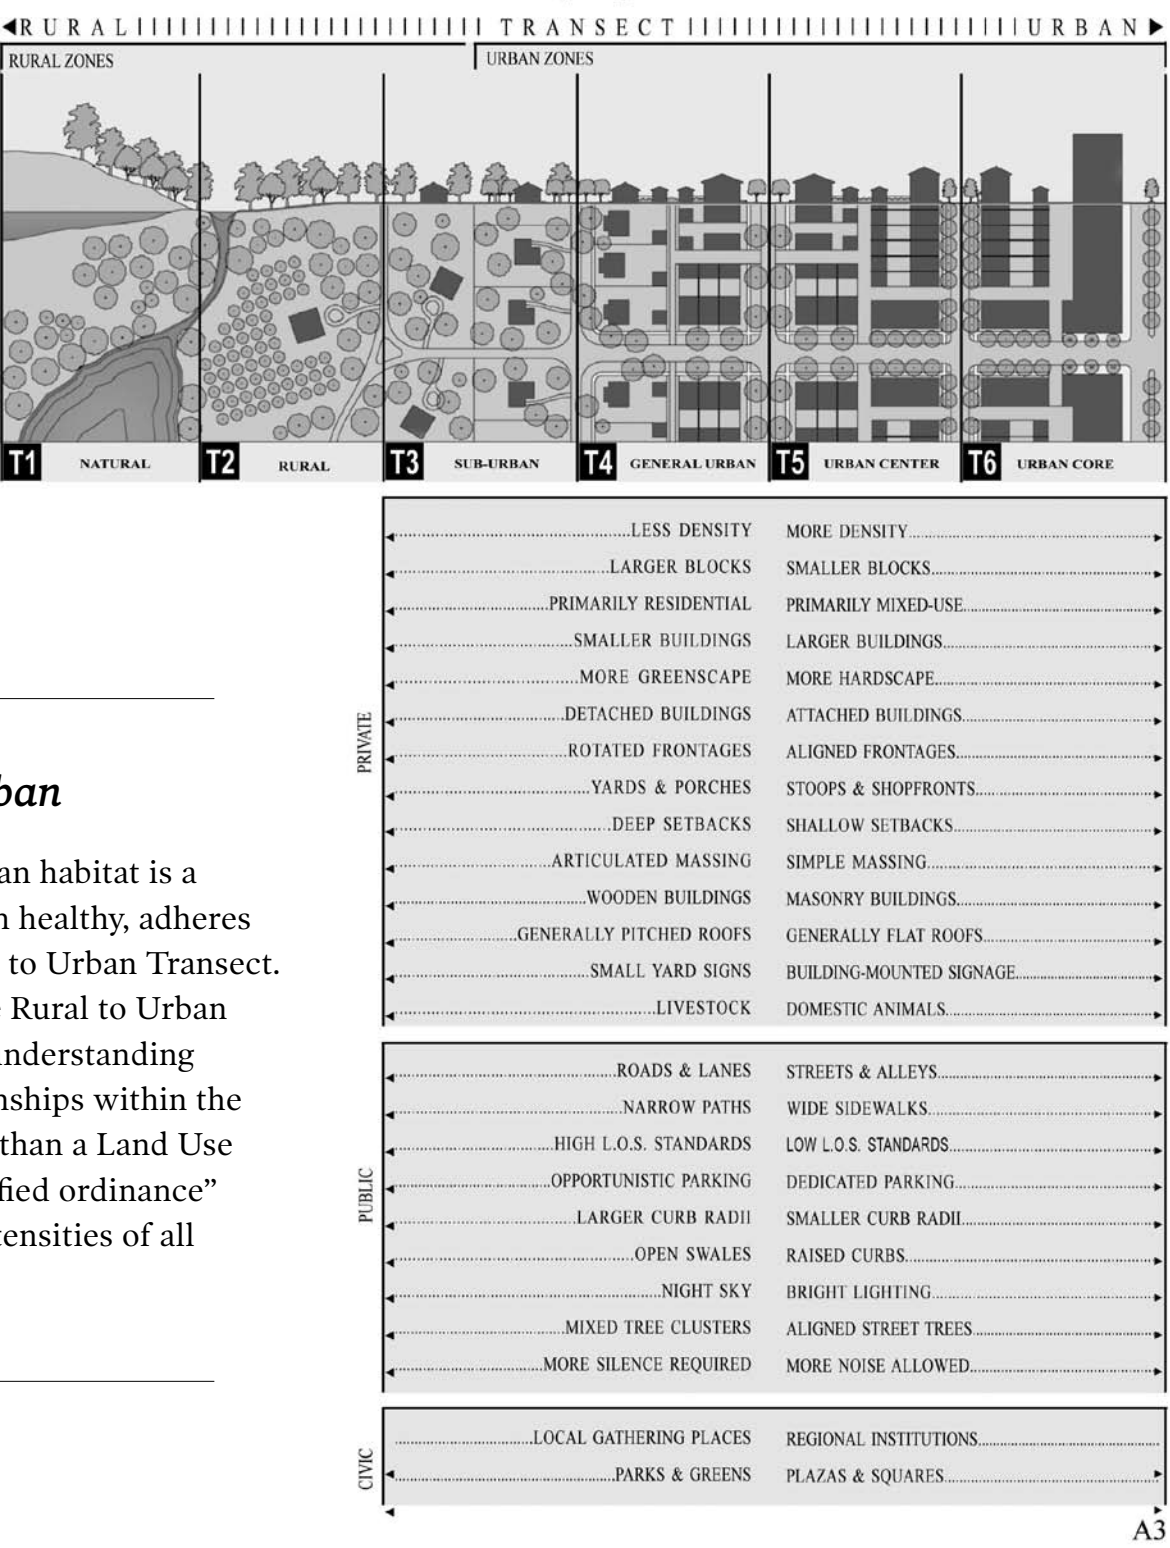 RURAL TRANSECT URBAN
RURAL ZONES URBAN ZONES
T1 NATURAL T2 RURAL T3 SUB-URBAN T4 GENERAL URBAN T5 URBAN CENTER T6 URBAN CORE
PRIVATE
LESS DENSITY MORE DENSITY
LARGER BLOCKS SMALLER BLOCKS
PRIMARILY RESIDENTIAL PRIMARILY MIXED-USE
SMALLER BUILDINGS LARGER BUILDINGS
MORE GREENSCAPE MORE HARDSCAPE
DETACHED BUILDINGS ATTACHED BUILDINGS
ROTATED FRONTAGES ALIGNED FRONTAGES
YARDS & PORCHES STOOPS & SHOPFRONTS
DEEP SETBACKS SHALLOW SETBACKS
ARTICULATED MASSING SIMPLE MASSING
WOODEN BUILDINGS MASONRY BUILDINGS
GENERALLY PITCHED ROOFS GENERALLY FLAT ROOFS
SMALL YARD SIGNS BUILDING-MOUNTED SIGNAGE
LIVESTOCK DOMESTIC ANIMALS
PUBLIC
ROADS & LANES STREETS & ALLEYS
NARROW PATHS WIDE SIDEWALKS
HIGH L.O.S. STANDARDS LOW L.O.S. STANDARDS
OPPORTUNISTIC PARKING DEDICATED PARKING
LARGER CURB RADII SMALLER CURB RADII
OPEN SWALES RAISED CURBS
NIGHT SKY BRIGHT LIGHTING
MIXED TREE CLUSTERS ALIGNED STREET TREES
MORE SILENCE REQUIRED MORE NOISE ALLOWED
CIVIC
LOCAL GATHERING PLACES REGIONAL INSTITUTIONS
PARKS & GREENS PLAZAS & SQUARES
ban
an habitat is a
n healthy, adheres
to Urban Transect.
Rural to Urban
nderstanding
nships within the
than a Land Use
fied ordinance”
tensities of all
A3